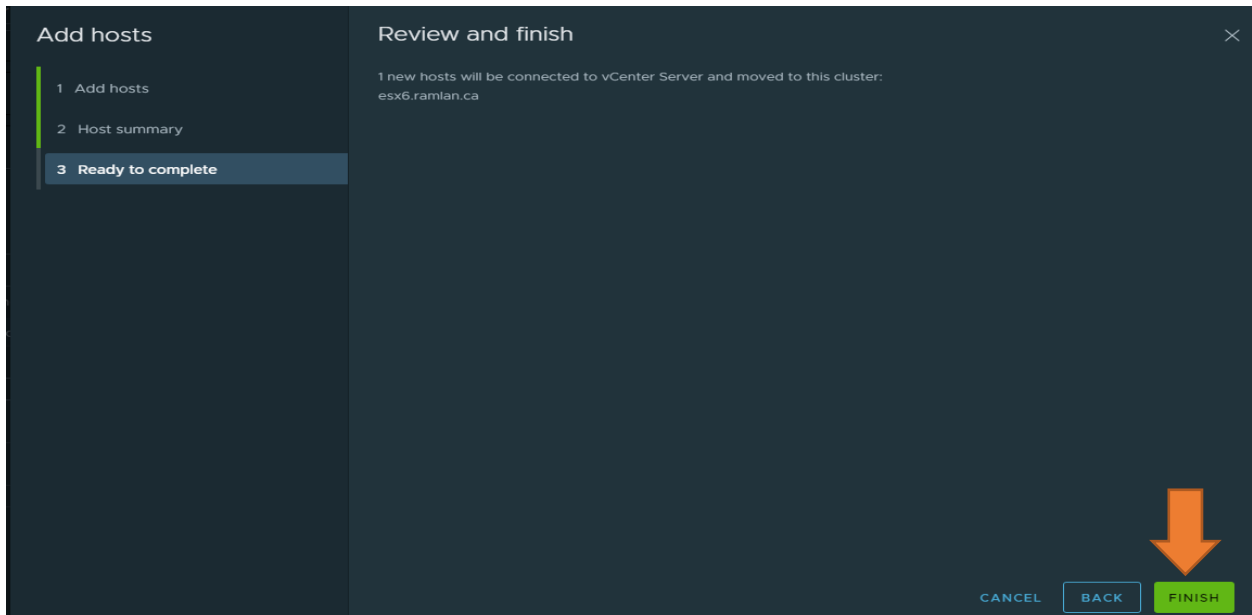 Add hosts
1 Add hosts
2 Host summary
3 Ready to complete
Review and finish
1 new hosts will be connected to vCenter Server and moved to this cluster:
esx6.ramlan.ca
CANCEL
BACK
FINISH